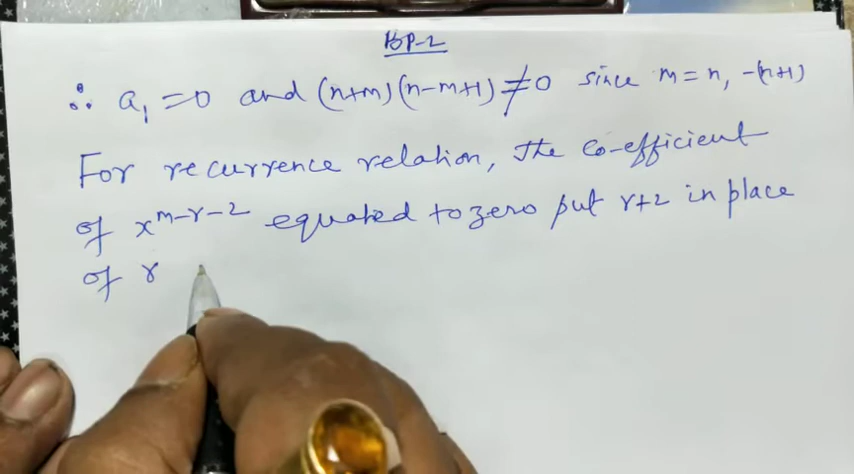 BP-2
∴ a₁ = 0 and (n+m)(n-m+1) ≠ 0 since m = n, -(n+1)
For recurrence relation, the co-efficient
of x^{m-r-2} equated to zero put r+2 in place
of r